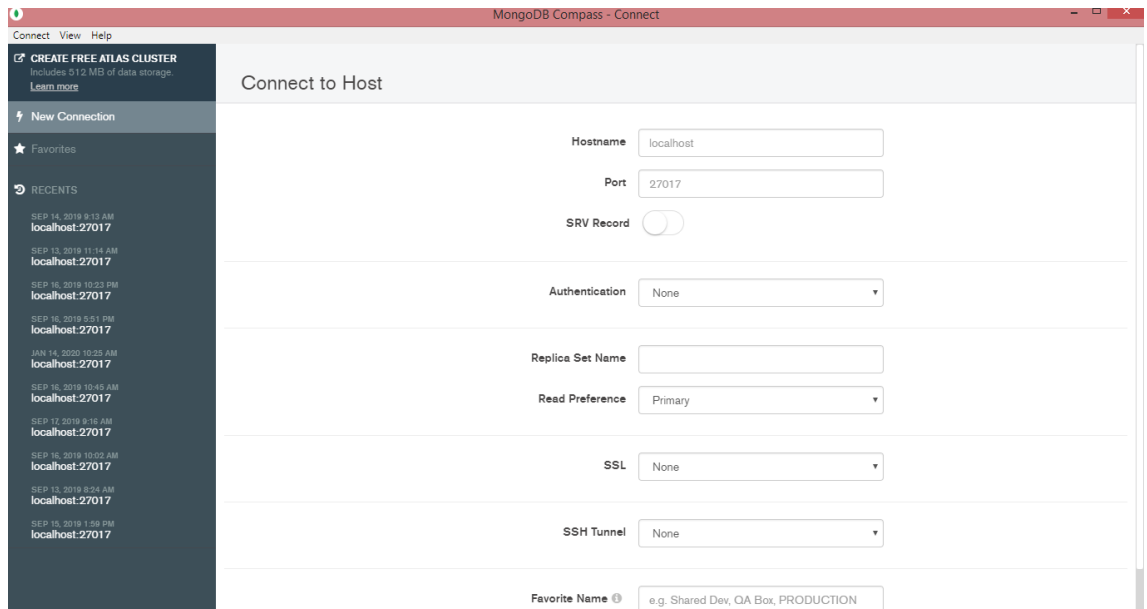 MongoDB Compass - Connect
Connect View Help
CREATE FREE ATLAS CLUSTER
Includes 512 MB of data storage.
Learn more
New Connection
Favorites
RECENTS
SEP 14, 2019 9:13 AM
localhost:27017
SEP 13, 2019 11:14 AM
localhost:27017
SEP 16, 2019 10:23 PM
localhost:27017
SEP 16, 2019 5:51 PM
localhost:27017
JAN 14, 2020 10:25 AM
localhost:27017
SEP 16, 2019 10:45 AM
localhost:27017
SEP 17, 2019 9:16 AM
localhost:27017
SEP 16, 2019 10:02 AM
localhost:27017
SEP 13, 2019 8:24 AM
localhost:27017
SEP 15, 2019 1:59 PM
localhost:27017
Connect to Host
Hostname localhost
Port 27017
SRV Record
Authentication None
Replica Set Name
Read Preference Primary
SSL None
SSH Tunnel None
Favorite Name e.g. Shared Dev, QA Box, PRODUCTION